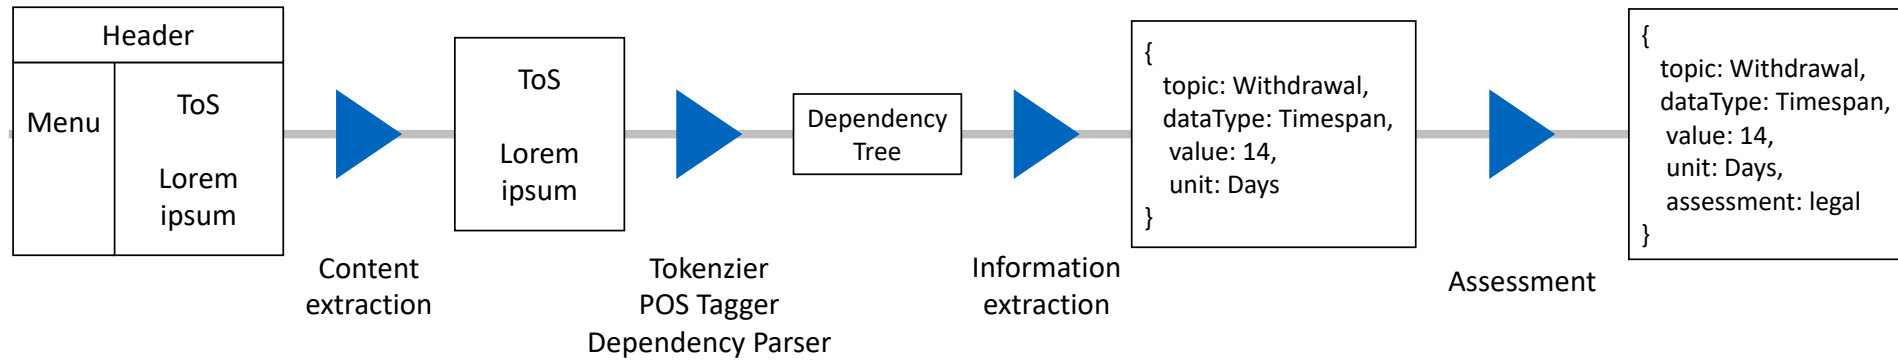 Header
Menu
ToS
Lorem
ipsum
Content
extraction
ToS
Lorem
ipsum
Tokenzier
POS Tagger
Dependency Parser
Dependency
Tree
Information
extraction
{
topic: Withdrawal,
dataType: Timespan,
value: 14,
unit: Days
}
Assessment
{
topic: Withdrawal,
dataType: Timespan,
value: 14,
unit: Days,
assessment: legal
}